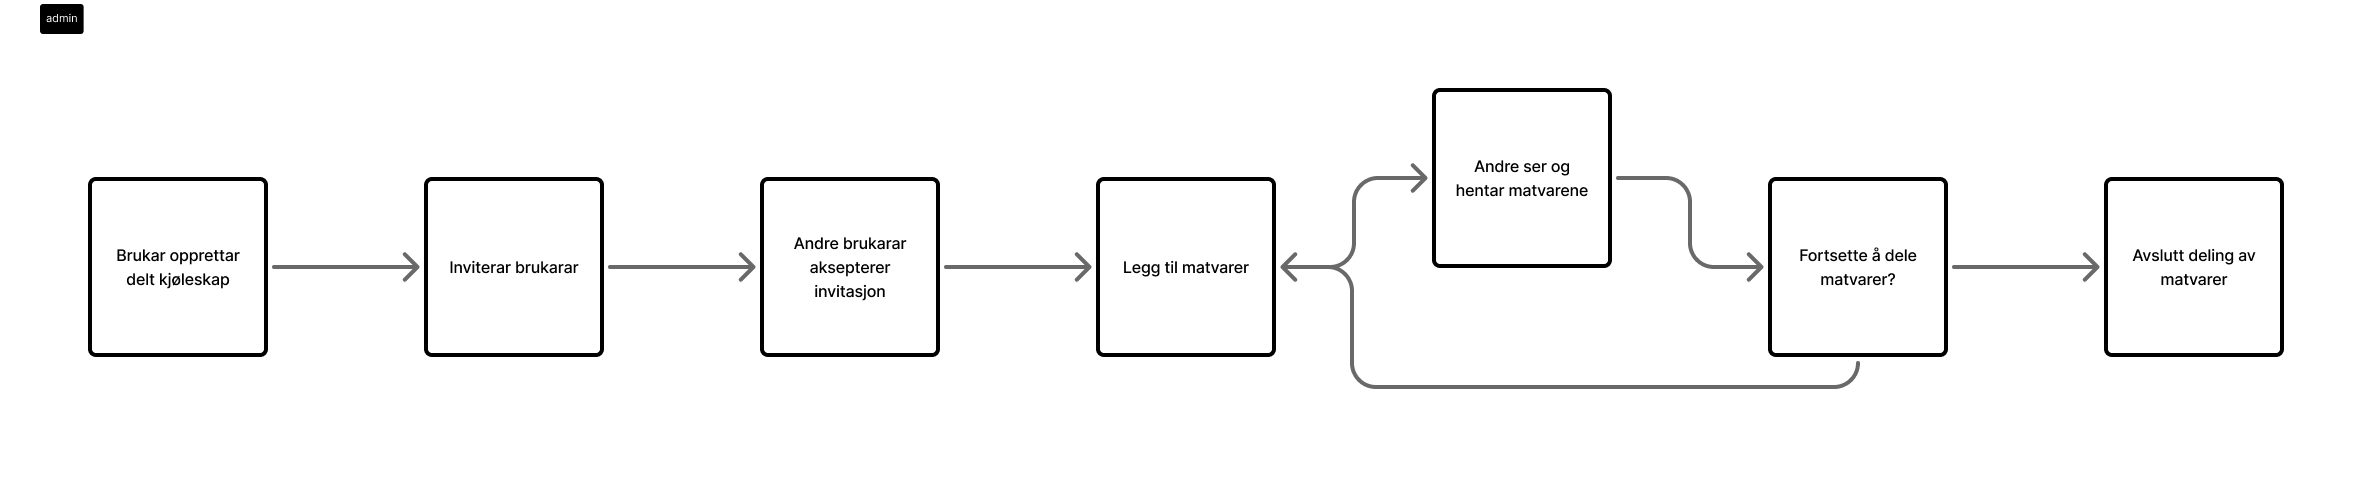 admin
Brukar opprettar
delt kjøleskap
Inviterar brukarar
Andre brukarar
aksepterer
invitasjon
Legg til matvarer
Andre ser og
hentar matvarene
Fortsette å dele
matvarer?
Avslutt deling av
matvarer